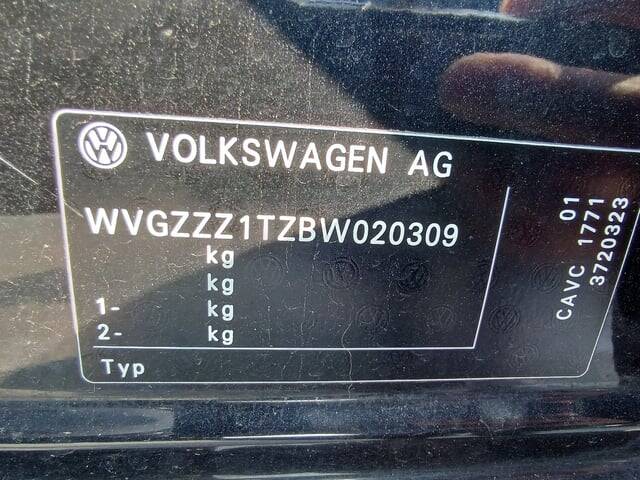 VOLKSWAGEN AG
WVGZZZ1TZBW020309
kg
kg
1- kg
2- kg
Typ
01
CAVC 1771
3720323